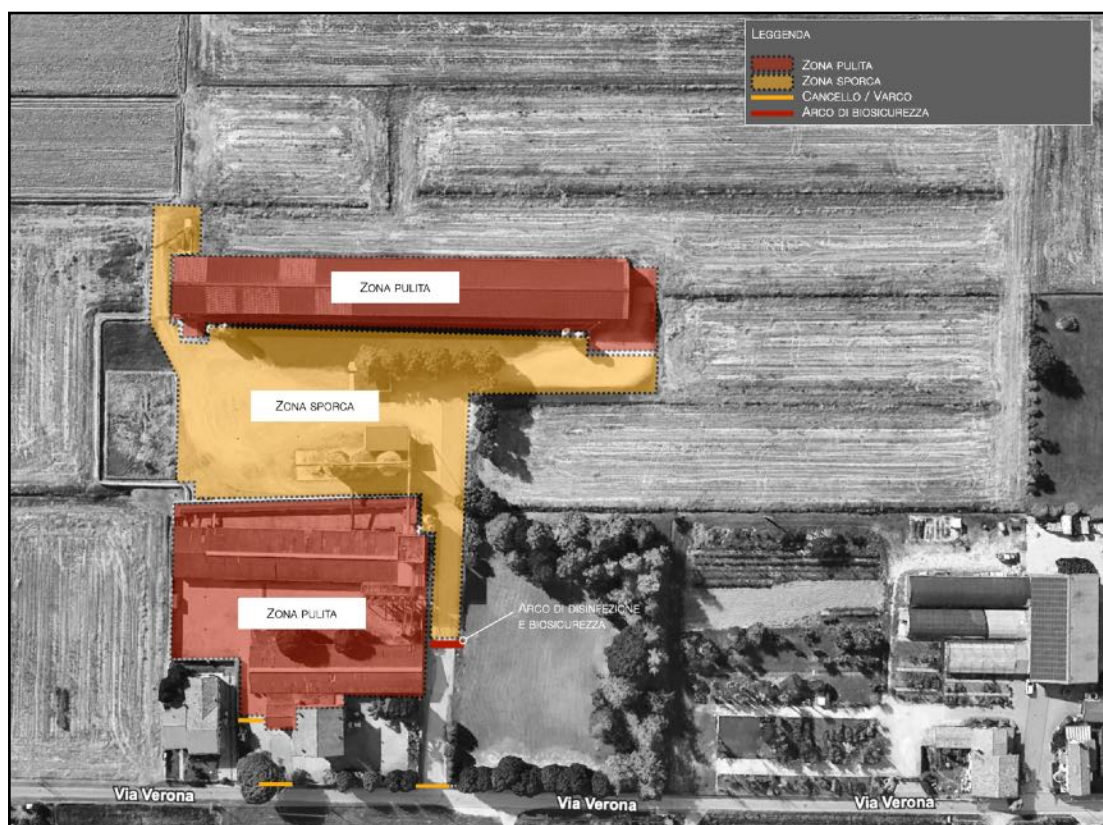 LEGGENDA
ZONA PULITA
ZONA SPORCA
CANCELLO / VARCO
ARCO DI BIOSICUREZZA
ZONA PULITA
ZONA SPORCA
ZONA PULITA
ARCO DI DISINFEZIONE
E BIOSICUREZZA
Via Verona
Via Verona
Via Verona